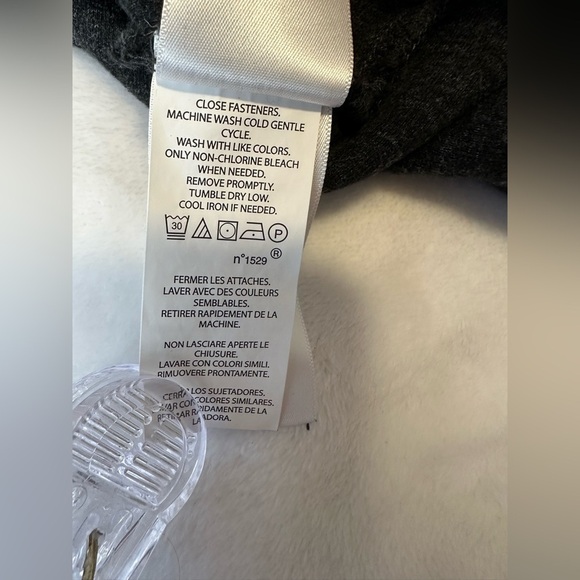 CLOSE FASTENERS.
MACHINE WASH COLD GENTLE
CYCLE.
WASH WITH LIKE COLORS.
ONLY NON-CHLORINE BLEACH
WHEN NEEDED.
REMOVE PROMPTLY.
TUMBLE DRY LOW.
COOL IRON IF NEEDED.
30 P
n°1529 ®
FERMER LES ATTACHES.
LAVER AVEC DES COULEURS
SEMBLABLES.
RETIRER RAPIDEMENT DE LA
MACHINE.
NON LASCIARE APERTE LE
CHIUSURE.
LAVARE CON COLORI SIMILI.
RIMUOVERE PRONTAMENTE.
LOS SUJETADORES.
COLORES SIMILARES.
DE LA